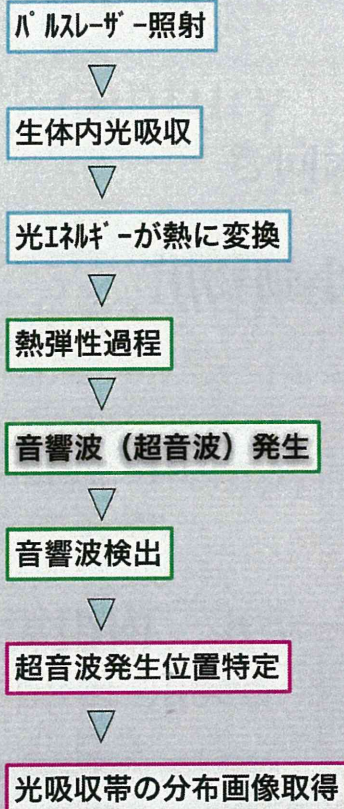 ﾊﾟﾙｽﾚｰｻﾞｰ照射
生体内光吸収
光ｴﾈﾙｷﾞｰが熱に変換
熱弾性過程
音響波（超音波）発生
音響波検出
超音波発生位置特定
光吸収帯の分布画像取得